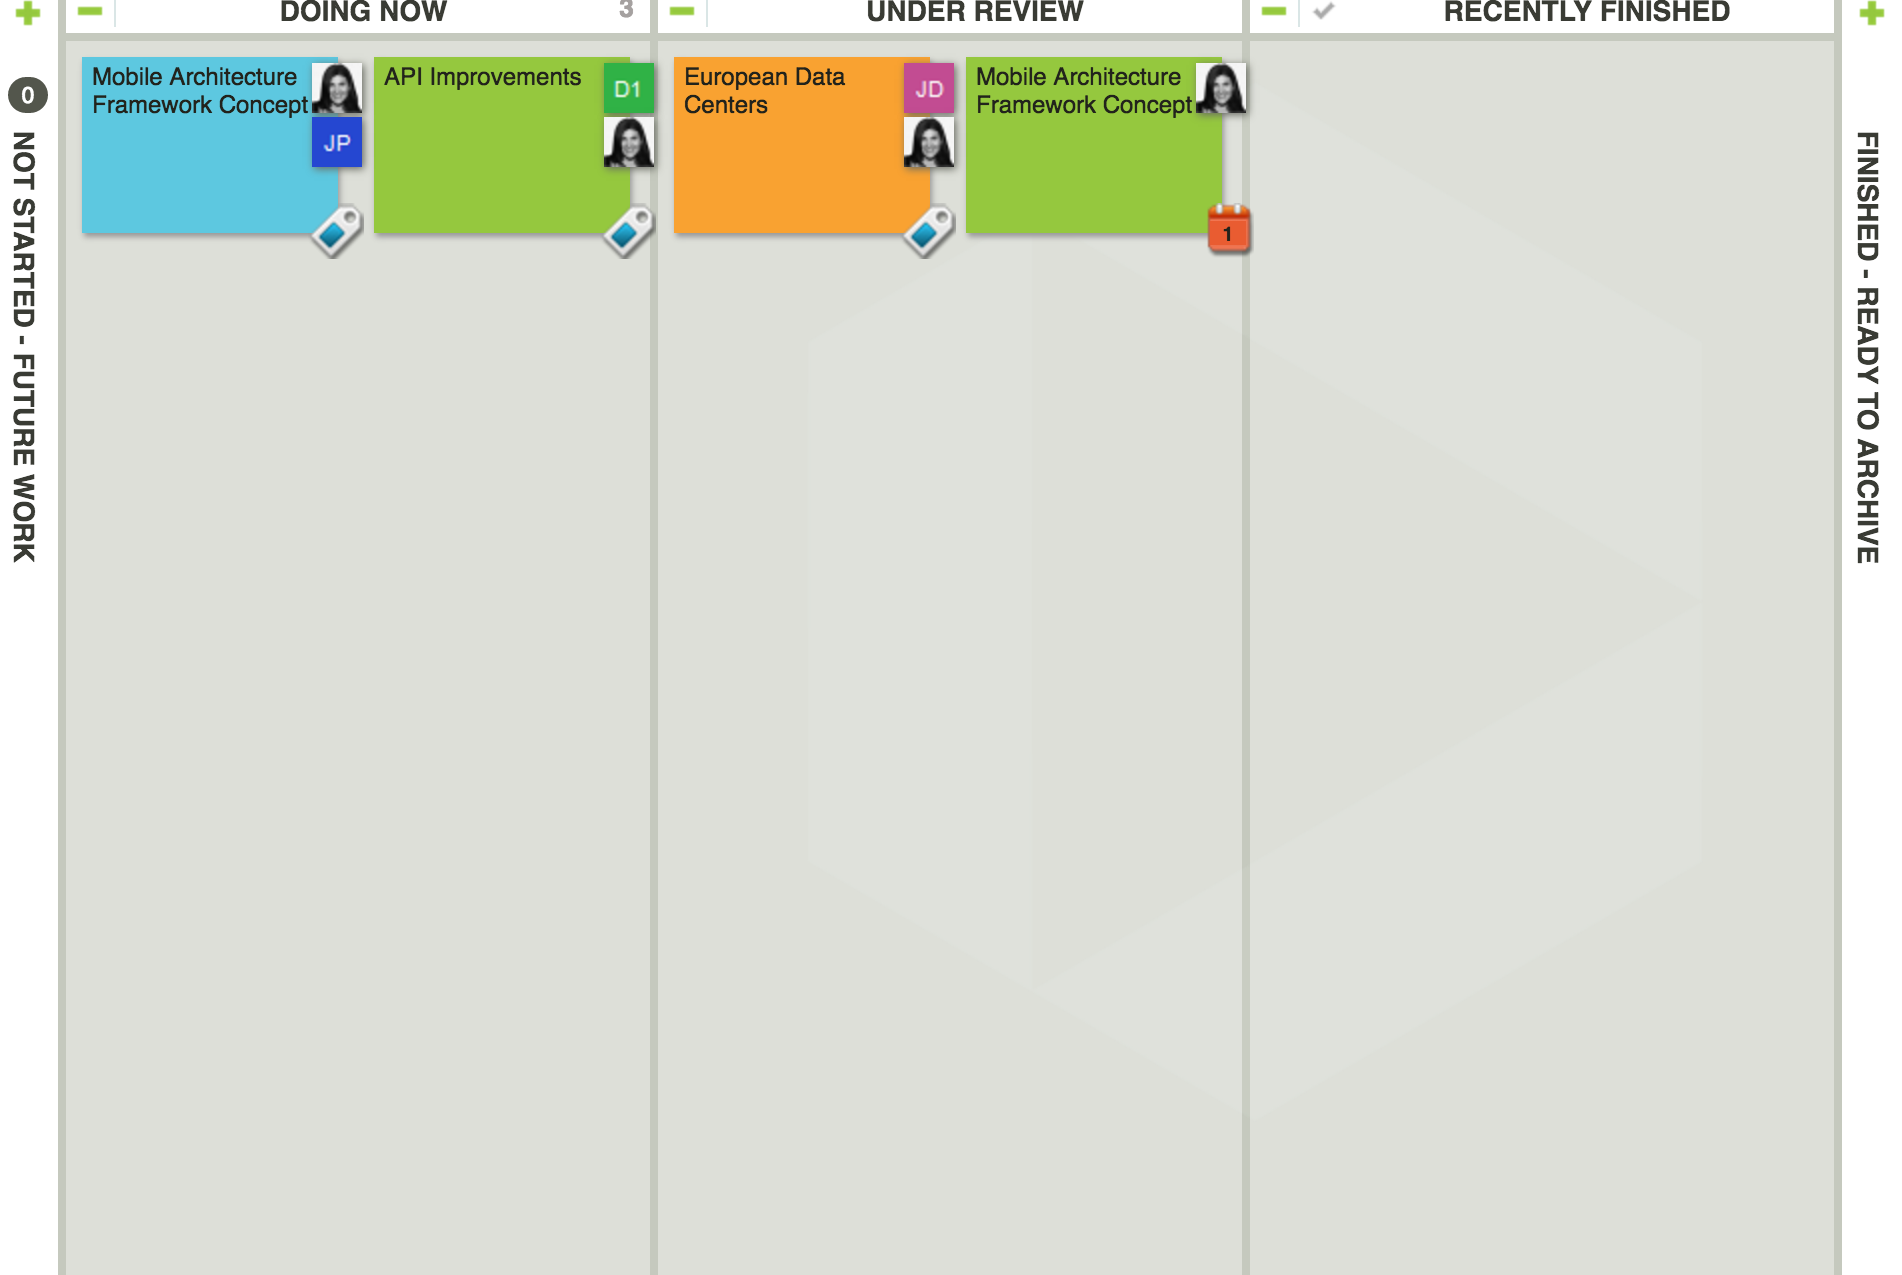 DOING NOW
3
UNDER REVIEW
RECENTLY FINISHED
0
NOT STARTED - FUTURE WORK
Mobile Architecture
Framework Concept
JP
API Improvements
D1
European Data
Centers
JD
Mobile Architecture
Framework Concept
1
FINISHED - READY TO ARCHIVE